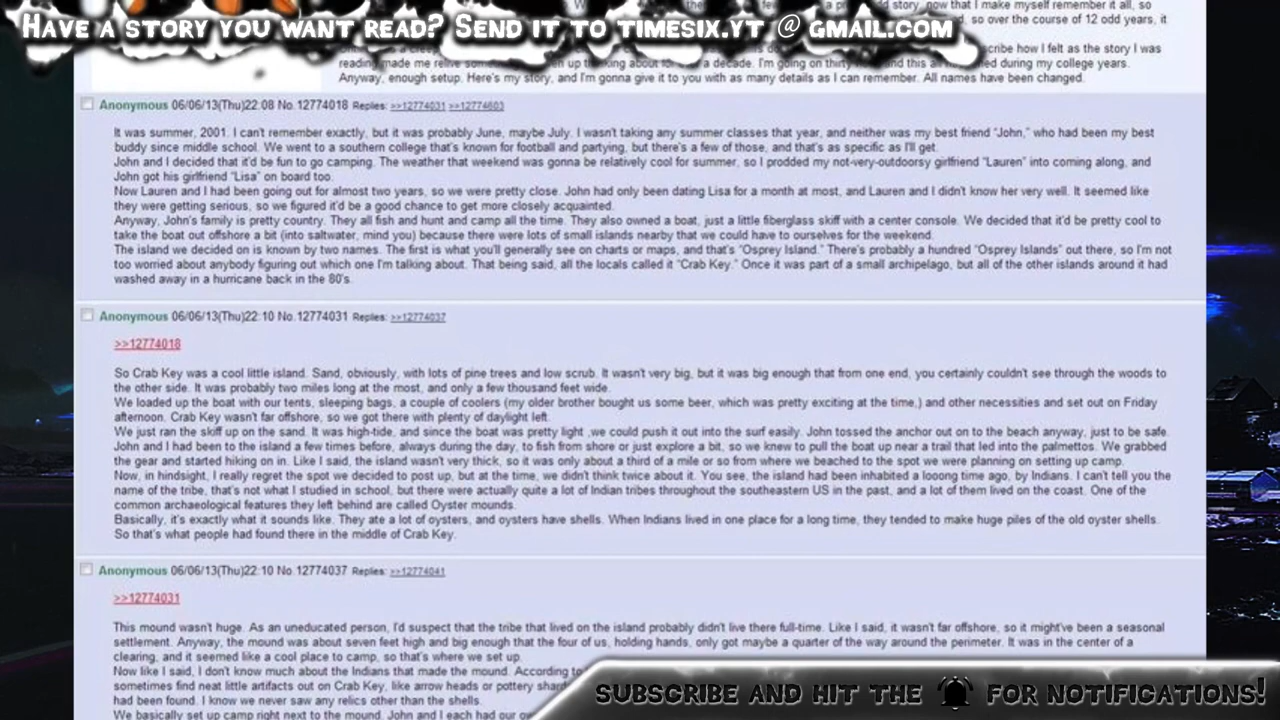 HAVE A STORY YOU WANT READ? SEND IT TO TIMESIX.YT @ GMAIL.COM
story, now that I make myself remember it all,
so over the course of 12 odd years, it
scribe how I felt as the story I was
reading made me relive
a decade. I'm going on and this all during my college years.
Anyway, enough setup. Here's my story, and I'm gonna give it to you with as many details as I can remember. All names have been changed.
Anonymous 06/06/13(Thu)22:08 No.12774018 Replies: >>12774031 >>12774603
It was summer, 2001. I can't remember exactly, but it was probably June, maybe July. I wasn't taking any summer classes that year, and neither was my best friend "John," who had been my best
buddy since middle school. We went to a southern college that's known for football and partying, but there's a few of those, and that's as specific as I'll get.
John and I decided that it'd be fun to go camping. The weather that weekend was gonna be relatively cool for summer, so I prodded my not-very-outdoorsy girlfriend "Lauren" into coming along, and
John got his girlfriend "Lisa" on board too.
Now Lauren and I had been going out for almost two years, so we were pretty close. John had only been dating Lisa for a month at most, and Lauren and I didn't know her very well. It seemed like
they were getting serious, so we figured it'd be a good chance to get more closely acquainted.
Anyway, John's family is pretty country. They all fish and hunt and camp all the time. They also owned a boat, just a little fiberglass skiff with a center console. We decided that it'd be pretty cool to
take the boat out offshore a bit (into saltwater, mind you) because there were lots of small islands nearby that we could have to ourselves for the weekend.
The island we decided on is known by two names. The first is what you'll generally see on charts or maps, and that's "Osprey Island." There's probably a hundred "Osprey Islands" out there, so I'm not
too worried about anybody figuring out which one I'm talking about. That being said, all the locals called it "Crab Key." Once it was part of a small archipelago, but all of the other islands around it had
washed away in a hurricane back in the 80's.
Anonymous 06/06/13(Thu)22:10 No.12774031 Replies: >>12774037
>>12774018
So Crab Key was a cool little island. Sand, obviously, with lots of pine trees and low scrub. It wasn't very big, but it was big enough that from one end, you certainly couldn't see through the woods to
the other side. It was probably two miles long at the most, and only a few thousand feet wide.
We loaded up the boat with our tents, sleeping bags, a couple of coolers (my older brother bought us some beer, which was pretty exciting at the time,) and other necessities and set out on Friday
afternoon. Crab Key wasn't far offshore, so we got there with plenty of daylight left.
We just ran the skiff up on the sand. It was high-tide, and since the boat was pretty light ,we could push it out into the surf easily. John tossed the anchor out on to the beach anyway, just to be safe.
John and I had been to the island a few times before, always during the day, to fish from shore or just explore a bit, so we knew to pull the boat up near a trail that led into the palmettos. We grabbed
the gear and started hiking on in. Like I said, the island wasn't very thick, so it was only about a third of a mile or so from where we beached to the spot we were planning on setting up camp.
Now, in hindsight, I really regret the spot we decided to post up, but at the time, we didn't think twice about it. You see, the island had been inhabited a looong time ago, by Indians. I can't tell you the
name of the tribe, that's not what I studied in school, but there were actually quite a lot of Indian tribes throughout the southeastern US in the past, and a lot of them lived on the coast. One of the
common archaeological features they left behind are called Oyster mounds.
Basically, it's exactly what it sounds like. They ate a lot of oysters, and oysters have shells. When Indians lived in one place for a long time, they tended to make huge piles of the old oyster shells.
So that's what people had found there in the middle of Crab Key.
Anonymous 06/06/13(Thu)22:10 No.12774037 Replies: >>12774041
>>12774031
This mound wasn't huge. As an uneducated person, I'd suspect that the tribe that lived on the island probably didn't live there full-time. Like I said, it wasn't far offshore, so it might've been a seasonal
settlement. Anyway, the mound was about seven feet high and big enough that the four of us, holding hands, only got maybe a quarter of the way around the perimeter. It was in the center of a
clearing, and it seemed like a cool place to camp, so that's where we set up.
Now like I said, I don't know much about the Indians that made the mound. According to
sometimes find neat little artifacts out on Crab Key, like arrow heads or pottery
had been found. I know we never saw any relics other than the shells.
We basically set up camp right next to the mound. John and I each had our
SUBSCRIBE AND HIT THE FOR NOTIFICATIONS!